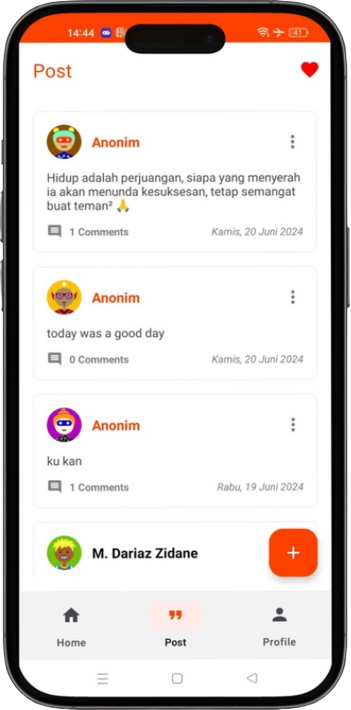 14:44
41
Post
Anonim
Hidup adalah perjuangan, siapa yang menyerah
ia akan menunda kesuksesan, tetap semangat
buat teman² 🙏
1 Comments
Kamis, 20 Juni 2024
Anonim
today was a good day
0 Comments
Kamis, 20 Juni 2024
Anonim
ku kan
1 Comments
Rabu, 19 Juni 2024
M. Dariaz Zidane
+
Home
Post
Profile